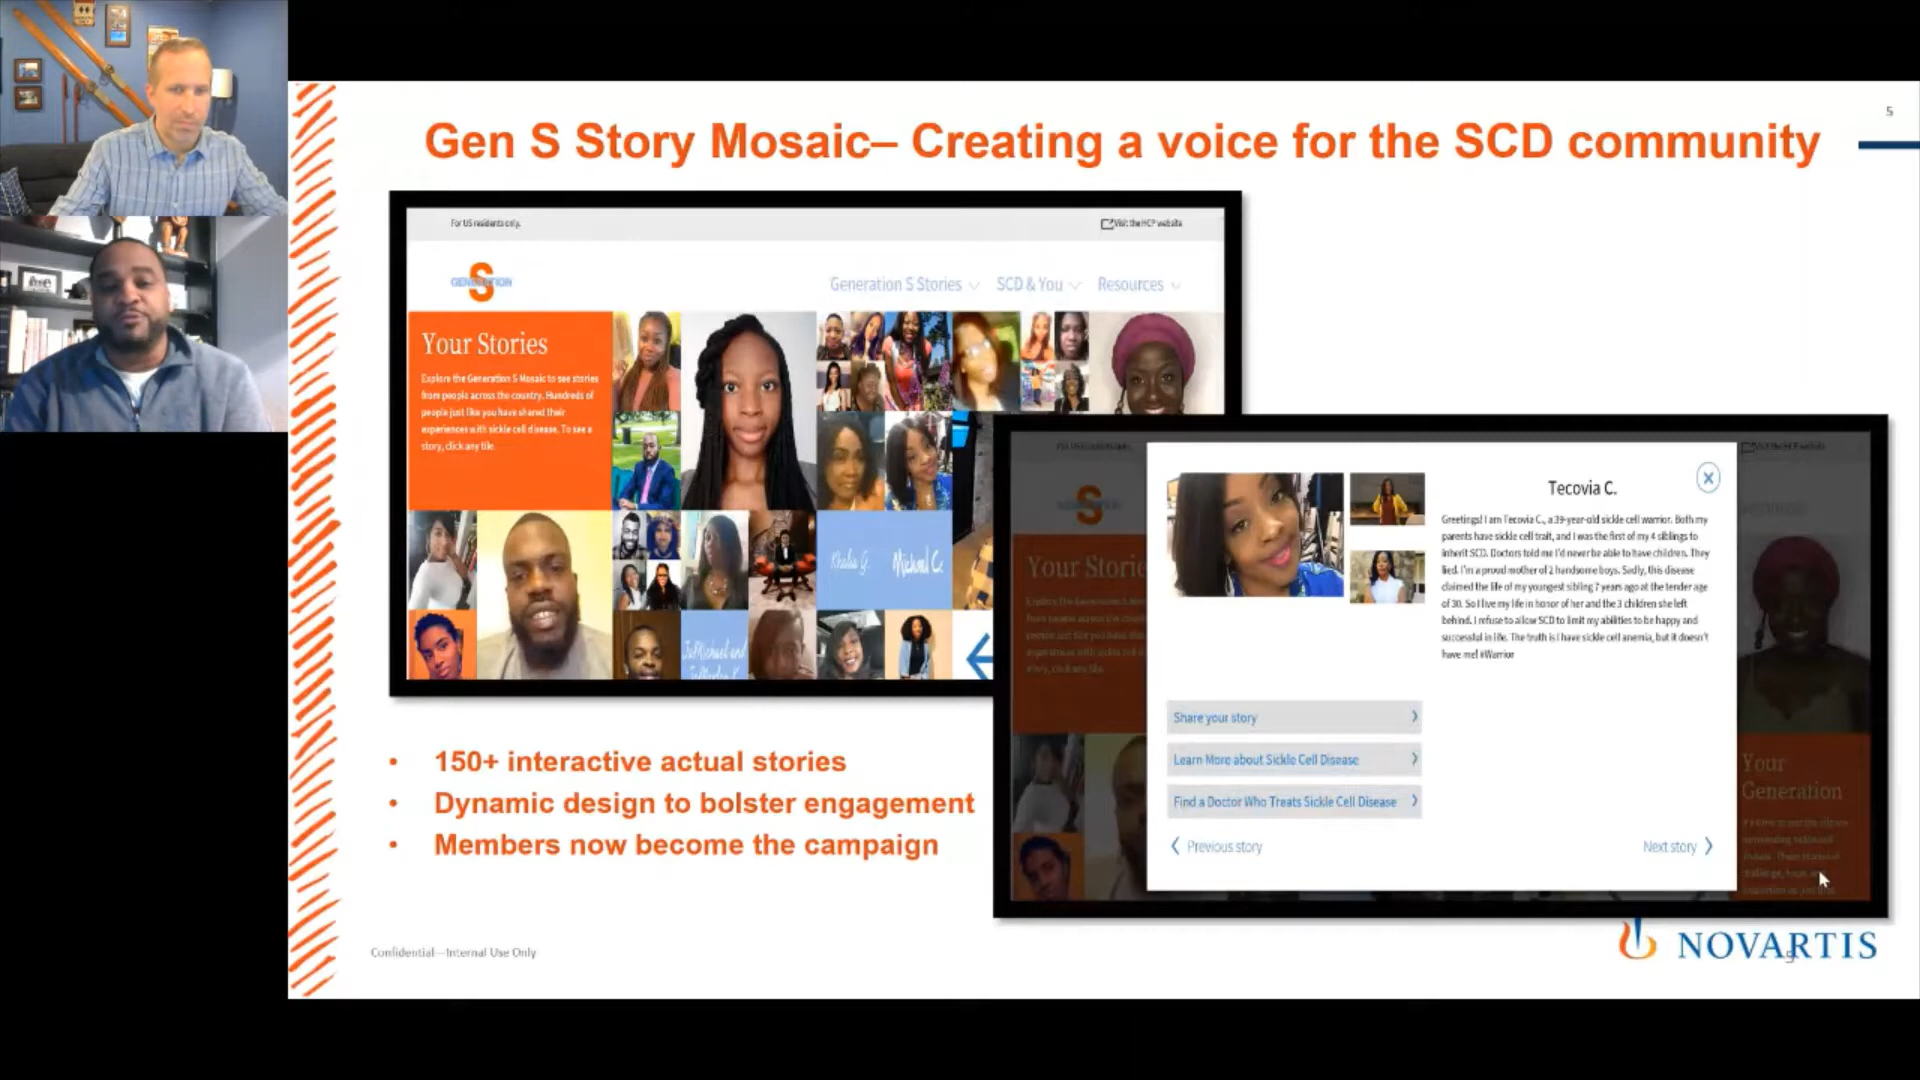 5
Gen S Story Mosaic– Creating a voice for the SCD community
For US residents only.
Visit the HCP website
GENERATION
S
Generation S Stories
SCD & You
Resources
Your Stories
Explore the Generation S Mosaic to see stories
from people across the country. Hundreds of
people just like you have shared their
experiences with sickle cell disease. To see a
story, click any tile.
Khalia G.
Michael C.
JaMichael and
Tecovia C.
Greetings! I am Tecovia C., a 39-year-old sickle cell warrior. Both my
parents have sickle cell trait, and I was the first of my 4 siblings to
inherit SCD. Doctors told me I'd never be able to have children. They
lied. I'm a proud mother of 2 handsome boys. Sadly, this disease
claimed the life of my youngest sibling 7 years ago at the tender age
of 30. So I live my life in honor of her and the 3 children she left
behind. I refuse to allow SCD to limit my abilities to be happy and
successful in life. The truth is I have sickle cell anemia, but it doesn't
have me! #Warrior
Share your story
Learn More about Sickle Cell Disease
Find a Doctor Who Treats Sickle Cell Disease
Previous story
Next story
Your Storie
Your
Generation
• 150+ interactive actual stories
• Dynamic design to bolster engagement
• Members now become the campaign
Confidential—Internal Use Only
NOVARTIS
5